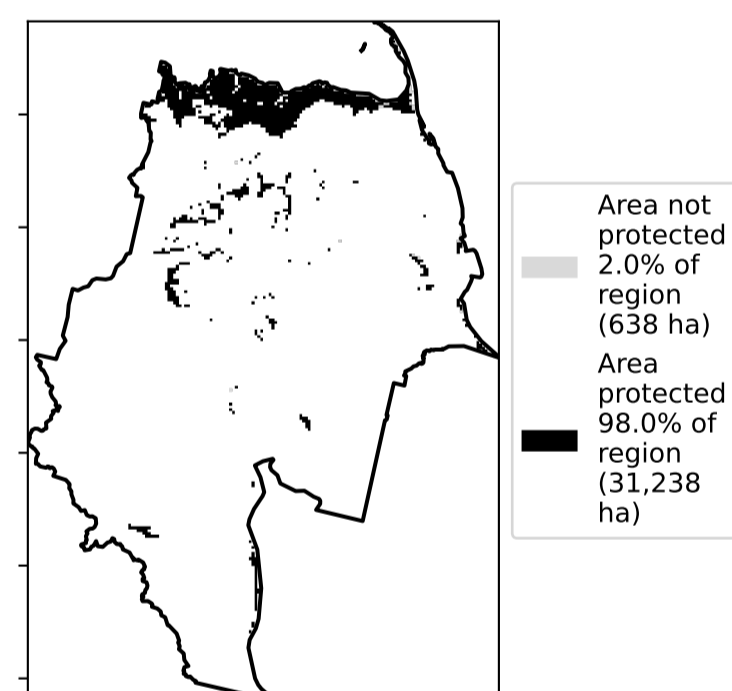 Area not
protected
2.0% of
region
(638 ha)
Area
protected
98.0% of
region
(31,238
ha)